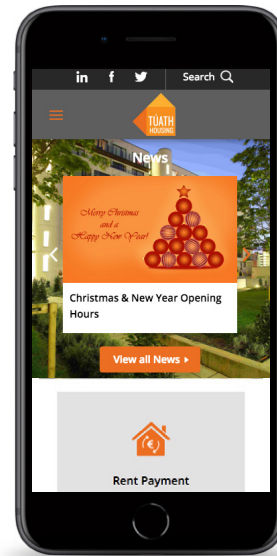 in f Search
TÚATH
HOUSING
News
Merry Christmas
and a
Happy New Year!
Christmas & New Year Opening
Hours
View all News
€
Rent Payment